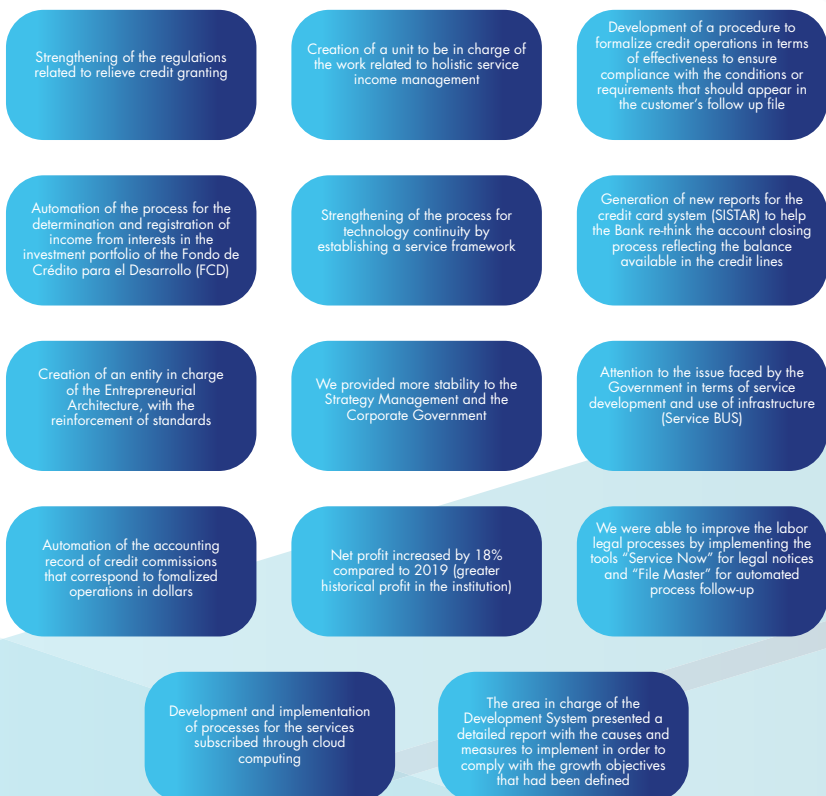 Strengthening of the regulations
related to relieve credit granting
Creation of a unit to be in charge of
the work related to holistic service
income management
Development of a procedure to
formalize credit operations in terms
of effectiveness to ensure
compliance with the conditions or
requirements that should appear in
the customer's follow up file
Automation of the process for the
determination and registration of
income from interests in the
investment portfolio of the Fondo de
Crédito para el Desarrollo (FCD)
Strengthening of the process for
technology continuity by
establishing a service framework
Generation of new reports for the
credit card system (SISTAR) to help
the Bank re-think the account closing
process reflecting the balance
available in the credit lines
Creation of an entity in charge
of the Entrepreneurial
Architecture, with the
reinforcement of standards
We provided more stability to the
Strategy Management and the
Corporate Government
Attention to the issue faced by the
Government in terms of service
development and use of infrastructure
(Service BUS)
Automation of the accounting
record of credit commissions
that correspond to fomalized
operations in dollars
Net profit increased by 18%
compared to 2019 (greater
historical profit in the institution)
We were able to improve the labor
legal processes by implementing the
tools “Service Now” for legal notices
and “File Master” for automated
process follow-up
Development and implementation
of processes for the services
subscribed through cloud
computing
The area in charge of the
Development System presented a
detailed report with the causes and
measures to implement in order to
comply with the growth objectives
that had been defined